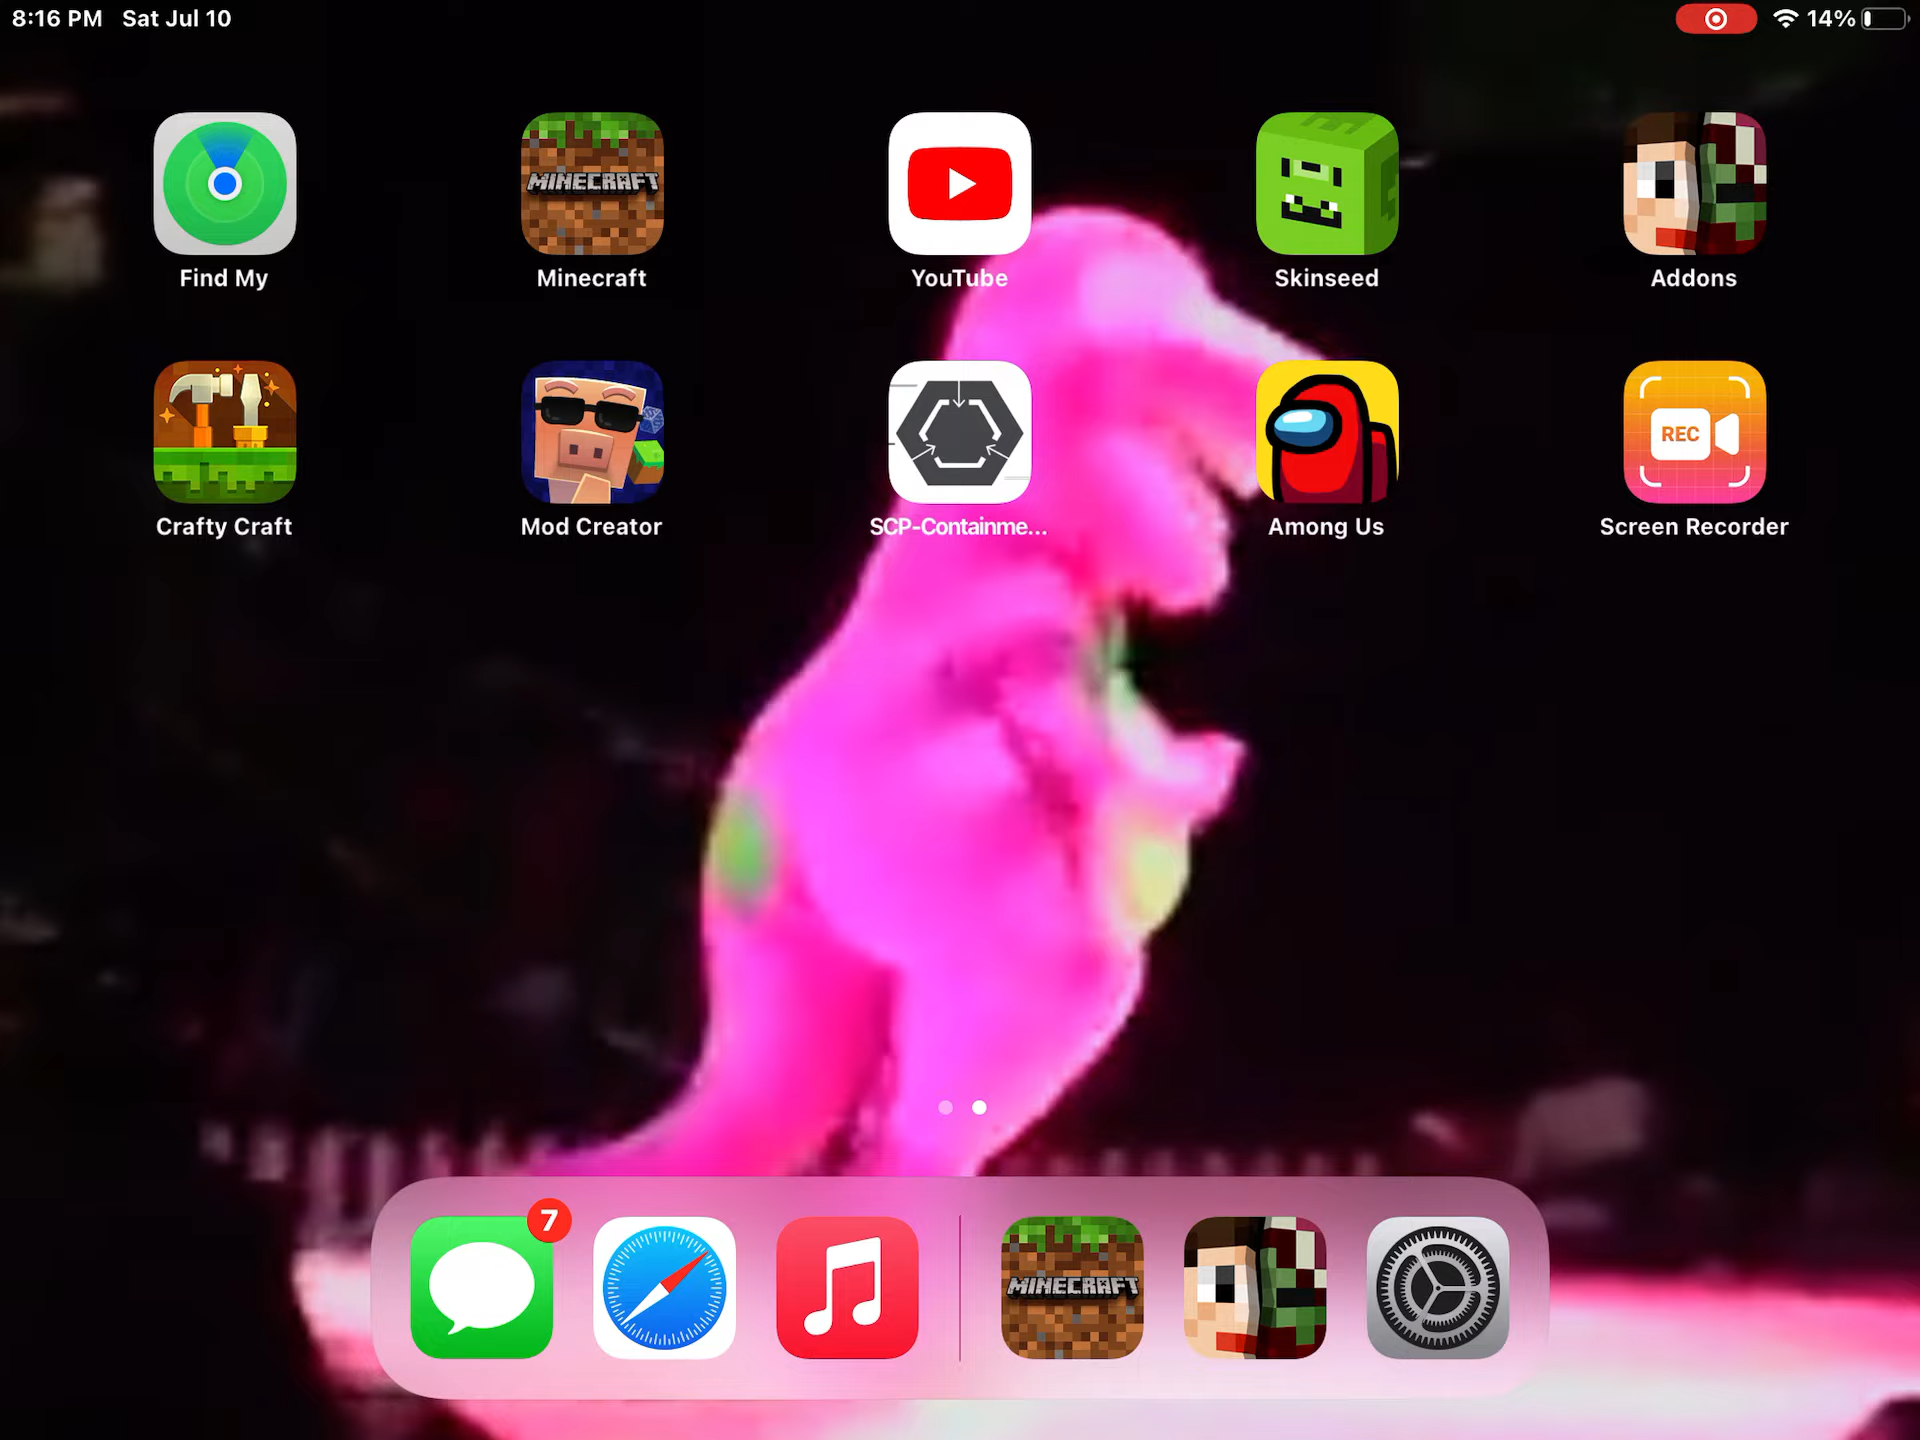 8:16 PM Sat Jul 10
14%
MINECRAFT
Find My
Minecraft
YouTube
Skinseed
Addons
REC
Crafty Craft
Mod Creator
SCP-Containme...
Among Us
Screen Recorder
7
MINECRAFT